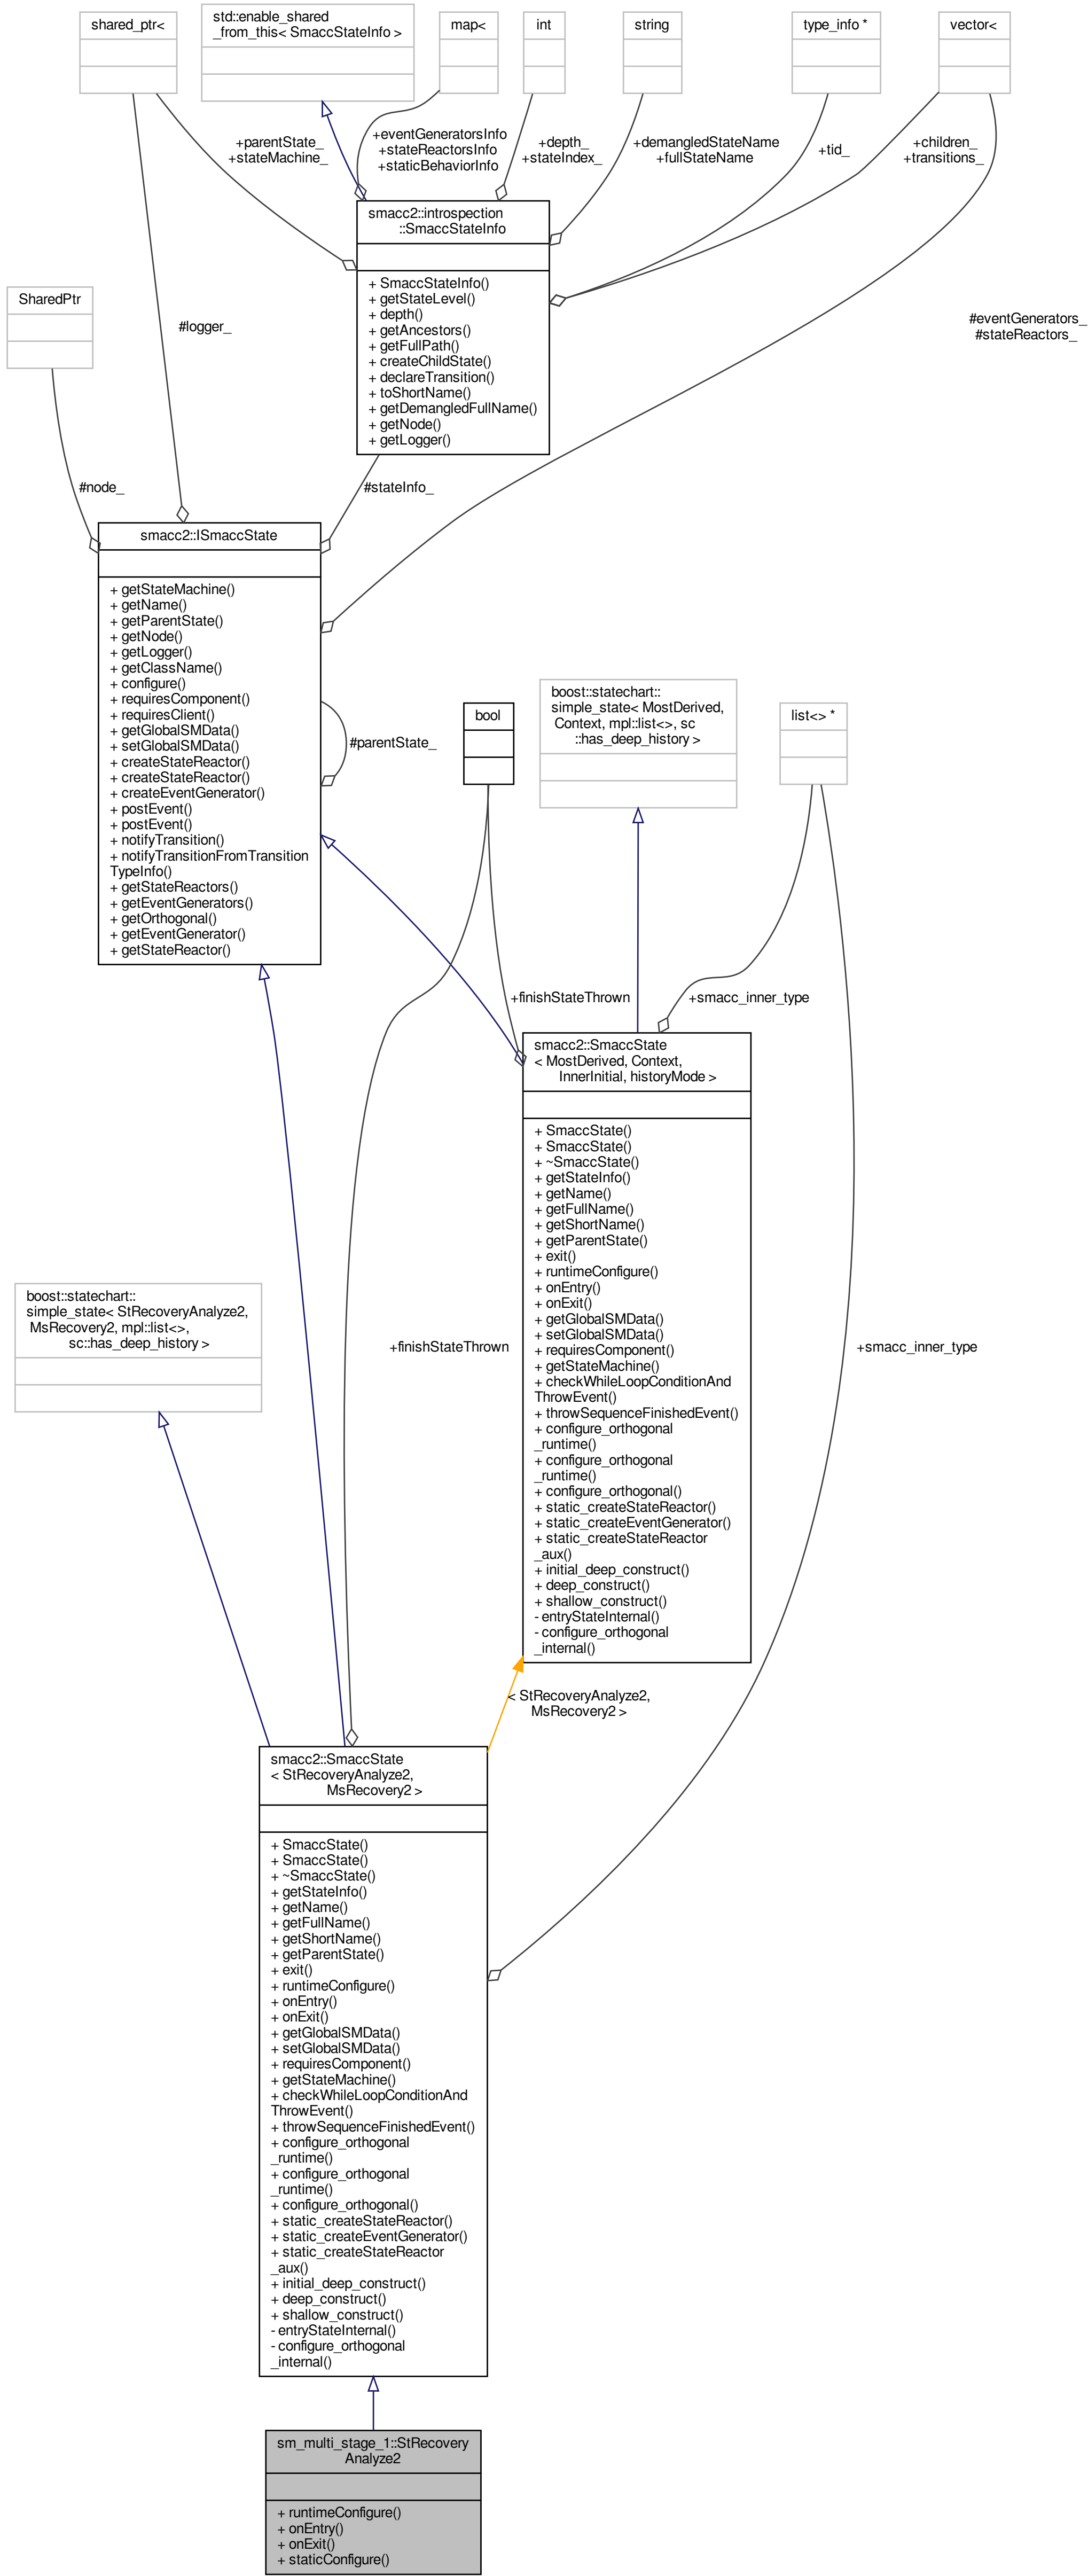 shared_ptr<
std::enable_shared
_from_this< SmaccStateInfo >
map<
int
string
type_info *
vector<
+parentState_
+stateMachine_
+eventGeneratorsInfo
+stateReactorsInfo
+staticBehaviorInfo
+depth_
+stateIndex_
+demangledStateName
+fullStateName
+tid_
+children_
+transitions_
smacc2::introspection
::SmaccStateInfo
+ SmaccStateInfo()
+ getStateLevel()
+ depth()
+ getAncestors()
+ getFullPath()
+ createChildState()
+ declareTransition()
+ toShortName()
+ getDemangledFullName()
+ getNode()
+ getLogger()
SharedPtr
#logger_
#eventGenerators_
#stateReactors_
#node_
#stateInfo_
smacc2::ISmaccState
+ getStateMachine()
+ getName()
+ getParentState()
+ getNode()
+ getLogger()
+ getClassName()
+ configure()
+ requiresComponent()
+ requiresClient()
+ getGlobalSMData()
+ setGlobalSMData()
+ createStateReactor()
+ createStateReactor()
+ createEventGenerator()
+ postEvent()
+ postEvent()
+ notifyTransition()
+ notifyTransitionFromTransition
TypeInfo()
+ getStateReactors()
+ getEventGenerators()
+ getOrthogonal()
+ getEventGenerator()
+ getStateReactor()
#parentState_
bool
boost::statechart::
simple_state< MostDerived,
Context, mpl::list<>, sc
::has_deep_history >
list<> *
+finishStateThrown
+smacc_inner_type
smacc2::SmaccState
< MostDerived, Context,
InnerInitial, historyMode >
+ SmaccState()
+ SmaccState()
+ ~SmaccState()
+ getStateInfo()
+ getName()
+ getFullName()
+ getShortName()
+ getParentState()
+ exit()
+ runtimeConfigure()
+ onEntry()
+ onExit()
+ getGlobalSMData()
+ setGlobalSMData()
+ requiresComponent()
+ getStateMachine()
+ checkWhileLoopConditionAnd
ThrowEvent()
+ throwSequenceFinishedEvent()
+ configure_orthogonal
_runtime()
+ configure_orthogonal
_runtime()
+ configure_orthogonal()
+ static_createStateReactor()
+ static_createEventGenerator()
+ static_createStateReactor
_aux()
+ initial_deep_construct()
+ deep_construct()
+ shallow_construct()
- entryStateInternal()
- configure_orthogonal
_internal()
boost::statechart::
simple_state< StRecoveryAnalyze2,
MsRecovery2, mpl::list<>,
sc::has_deep_history >
+finishStateThrown
+smacc_inner_type
< StRecoveryAnalyze2,
MsRecovery2 >
smacc2::SmaccState
< StRecoveryAnalyze2,
MsRecovery2 >
+ SmaccState()
+ SmaccState()
+ ~SmaccState()
+ getStateInfo()
+ getName()
+ getFullName()
+ getShortName()
+ getParentState()
+ exit()
+ runtimeConfigure()
+ onEntry()
+ onExit()
+ getGlobalSMData()
+ setGlobalSMData()
+ requiresComponent()
+ getStateMachine()
+ checkWhileLoopConditionAnd
ThrowEvent()
+ throwSequenceFinishedEvent()
+ configure_orthogonal
_runtime()
+ configure_orthogonal
_runtime()
+ configure_orthogonal()
+ static_createStateReactor()
+ static_createEventGenerator()
+ static_createStateReactor
_aux()
+ initial_deep_construct()
+ deep_construct()
+ shallow_construct()
- entryStateInternal()
- configure_orthogonal
_internal()
sm_multi_stage_1::StRecovery
Analyze2
+ runtimeConfigure()
+ onEntry()
+ onExit()
+ staticConfigure()